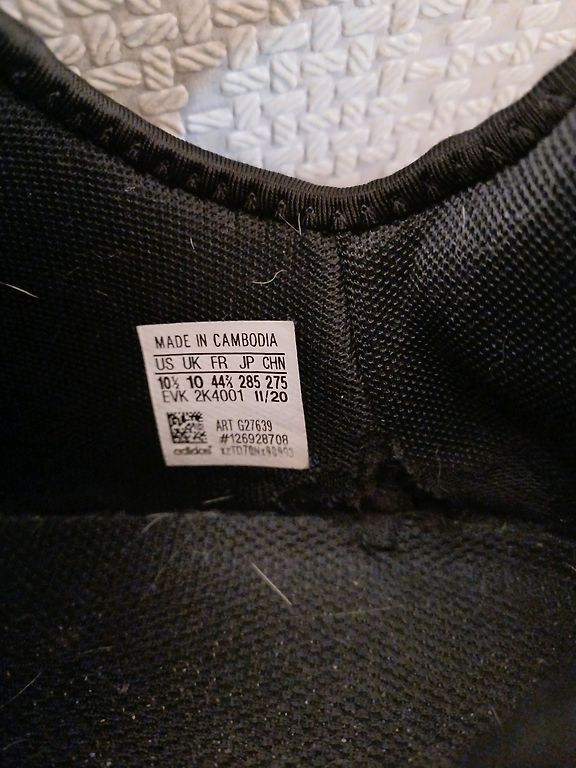 MADE IN CAMBODIA
US UK FR JP CHN
10½ 10 44⅔ 285 275
EVK 2K4001 11/20
ART G27639
#126928708
adidas